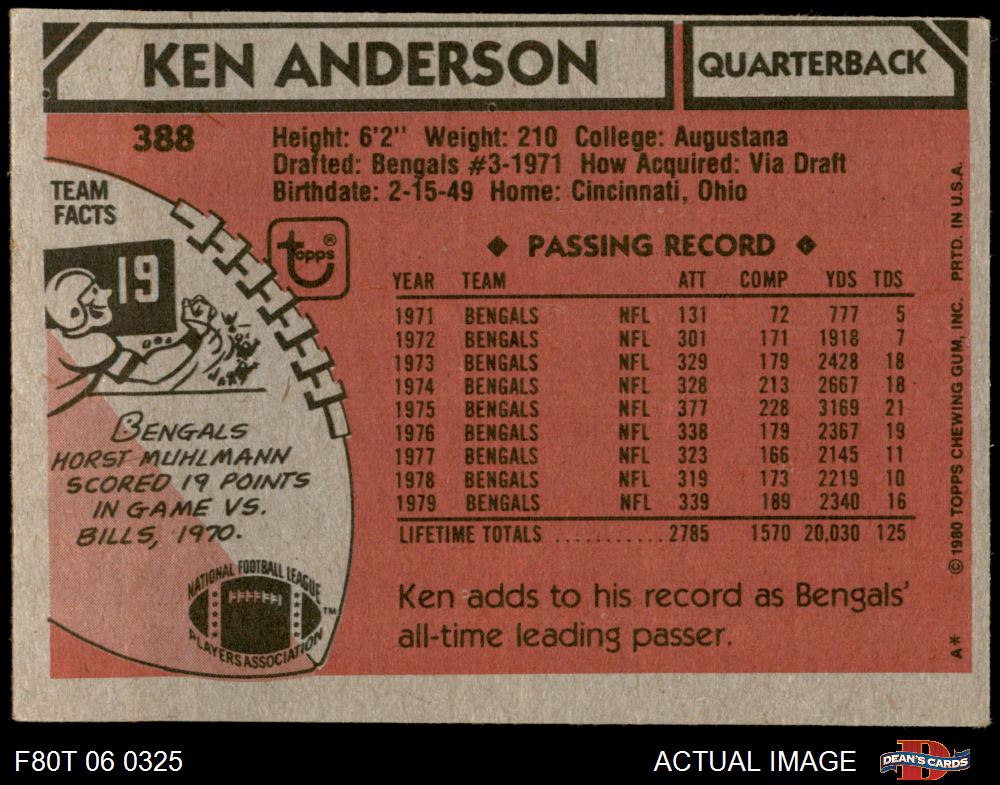 KEN ANDERSON
QUARTERBACK
388
Height: 6'2" Weight: 210 College: Augustana
Drafted: Bengals #3-1971 How Acquired: Via Draft
Birthdate: 2-15-49 Home: Cincinnati, Ohio
TEAM
FACTS
19
BENGALS
HORST MUHLMANN
SCORED 19 POINTS
IN GAME VS.
BILLS, 1970.
NATIONAL FOOTBALL LEAGUE
PLAYERS ASSOCIATION
TM
topps ®
◆ PASSING RECORD ◆
YEAR TEAM ATT COMP YDS TDS
1971 BENGALS NFL 131 72 777 5
1972 BENGALS NFL 301 171 1918 7
1973 BENGALS NFL 329 179 2428 18
1974 BENGALS NFL 328 213 2667 18
1975 BENGALS NFL 377 228 3169 21
1976 BENGALS NFL 338 179 2367 19
1977 BENGALS NFL 323 166 2145 11
1978 BENGALS NFL 319 173 2219 10
1979 BENGALS NFL 339 189 2340 16
LIFETIME TOTALS ........... 2785 1570 20,030 125
Ken adds to his record as Bengals'
all-time leading passer.
A* © 1980 TOPPS CHEWING GUM, INC. PRTD. IN U.S.A.
F80T 06 0325
ACTUAL IMAGE
DEAN'S CARDS